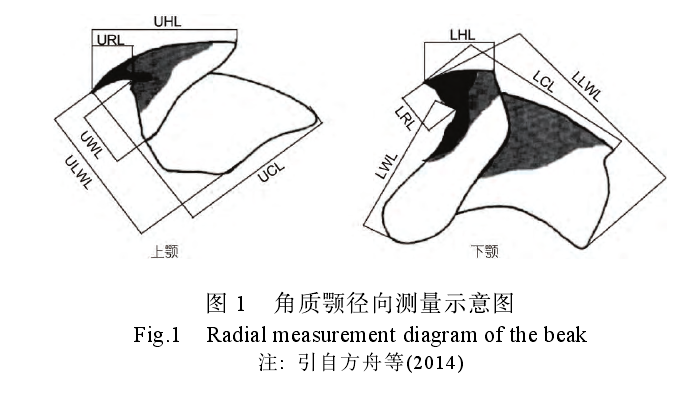 UHL
URL
UWL
ULWL
UCL
上颚
LHL
LCL
LLWL
LRL
LWL
下颚
图 1 角质颚径向测量示意图
Fig.1 Radial measurement diagram of the beak
注: 引自方舟等(2014)